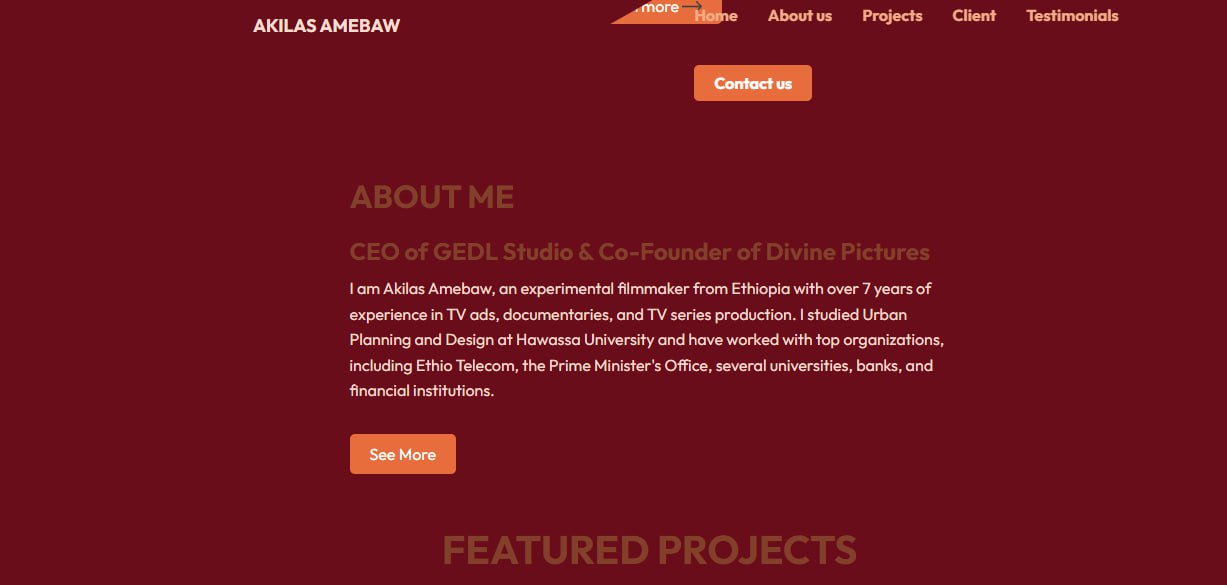 more →
AKILAS AMEBAW
Home About us Projects Client Testimonials
Contact us
ABOUT ME
CEO of GEDL Studio & Co-Founder of Divine Pictures
I am Akilas Amebaw, an experimental filmmaker from Ethiopia with over 7 years of
experience in TV ads, documentaries, and TV series production. I studied Urban
Planning and Design at Hawassa University and have worked with top organizations,
including Ethio Telecom, the Prime Minister's Office, several universities, banks, and
financial institutions.
See More
FEATURED PROJECTS